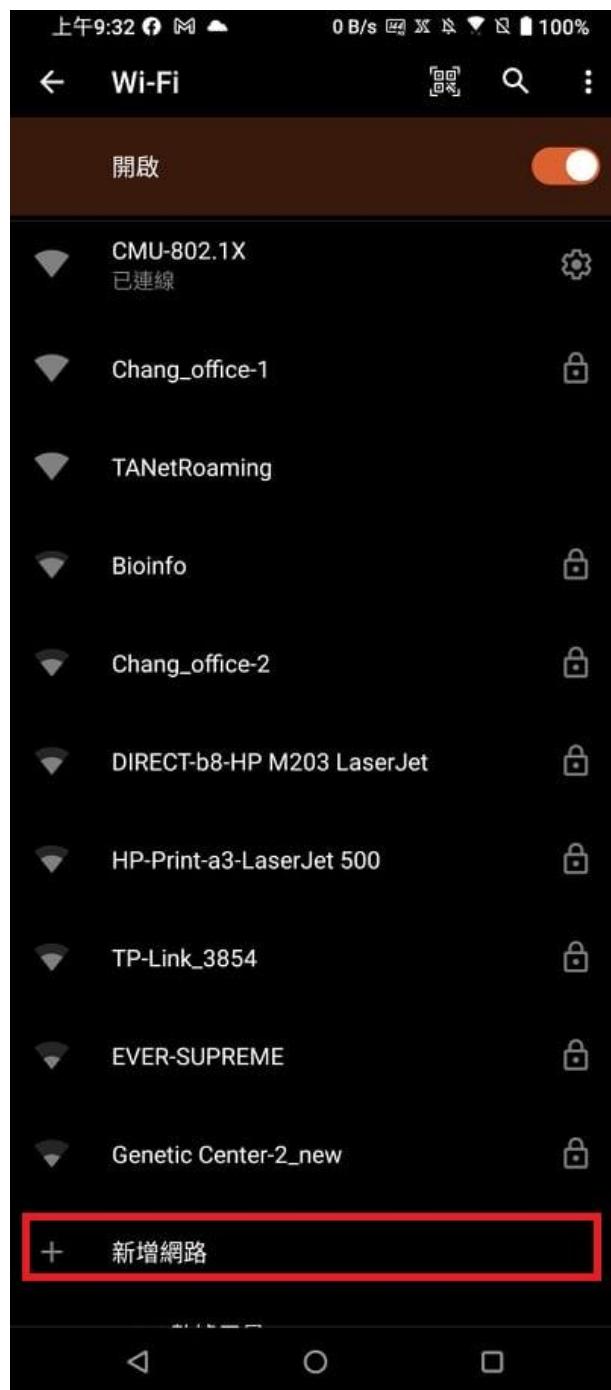 上午9:32 0 B/s 100%
Wi-Fi
開啟
CMU-802.1X
已連線
Chang_office-1
TANetRoaming
Bioinfo
Chang_office-2
DIRECT-b8-HP M203 LaserJet
HP-Print-a3-LaserJet 500
TP-Link_3854
EVER-SUPREME
Genetic Center-2_new
新增網路